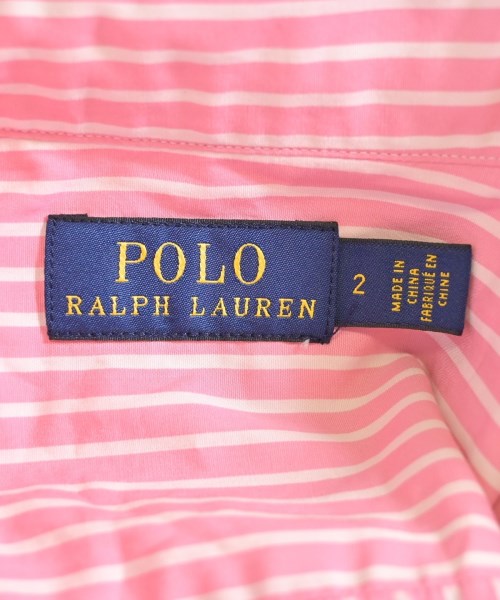 POLO
RALPH LAUREN
2
MADE IN
CHINA
FABRIQUÉ EN
CHINE